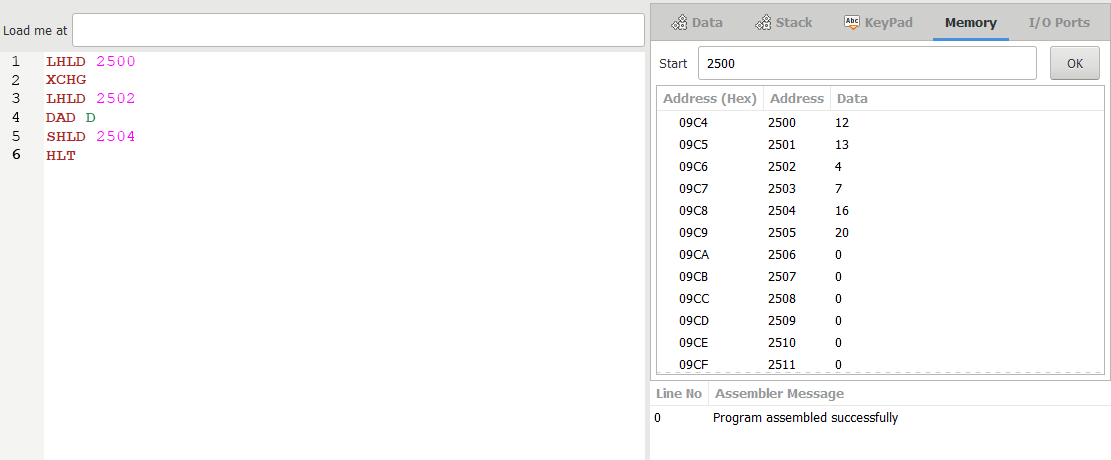 Load me at
1 LHLD 2500
2 XCHG
3 LHLD 2502
4 DAD D
5 SHLD 2504
6 HLT
Data Stack Abc KeyPad Memory I/O Ports
Start 2500 OK
Address (Hex) Address Data
09C4 2500 12
09C5 2501 13
09C6 2502 4
09C7 2503 7
09C8 2504 16
09C9 2505 20
09CA 2506 0
09CB 2507 0
09CC 2508 0
09CD 2509 0
09CE 2510 0
09CF 2511 0
Line No Assembler Message
0 Program assembled successfully